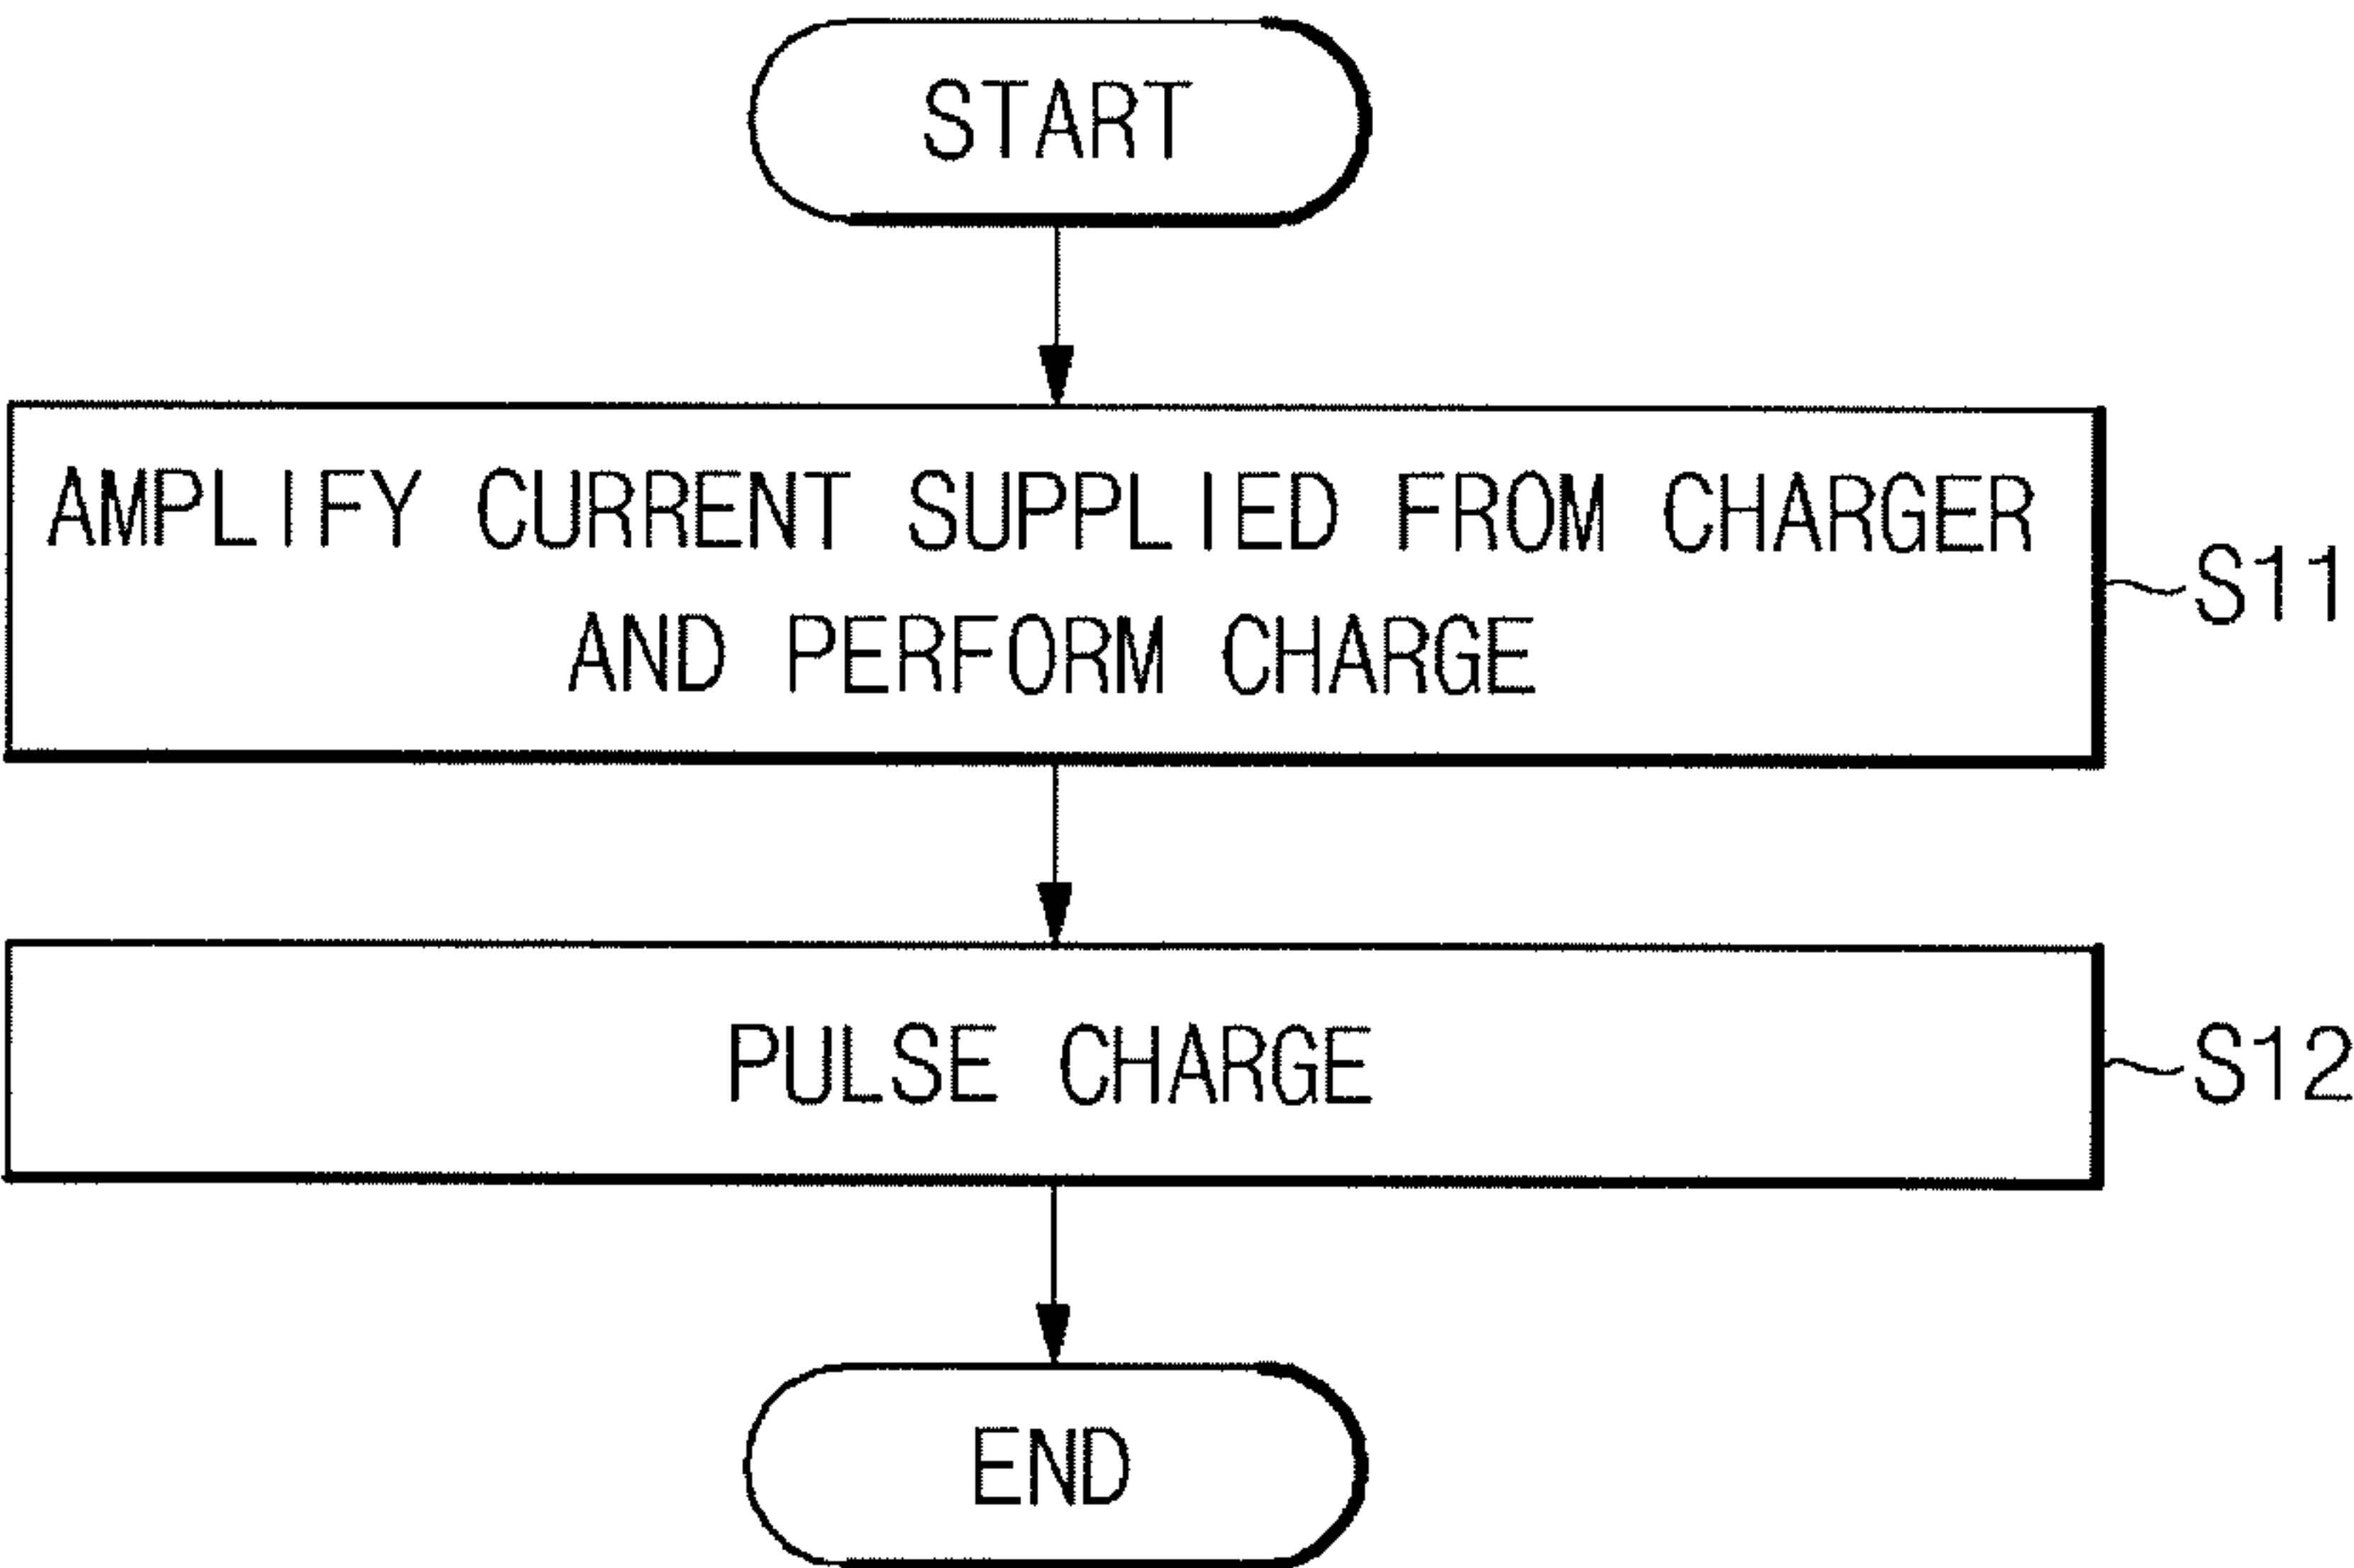 START
AMPLIFY CURRENT SUPPLIED FROM CHARGER
AND PERFORM CHARGE
S11
PULSE CHARGE
S12
END